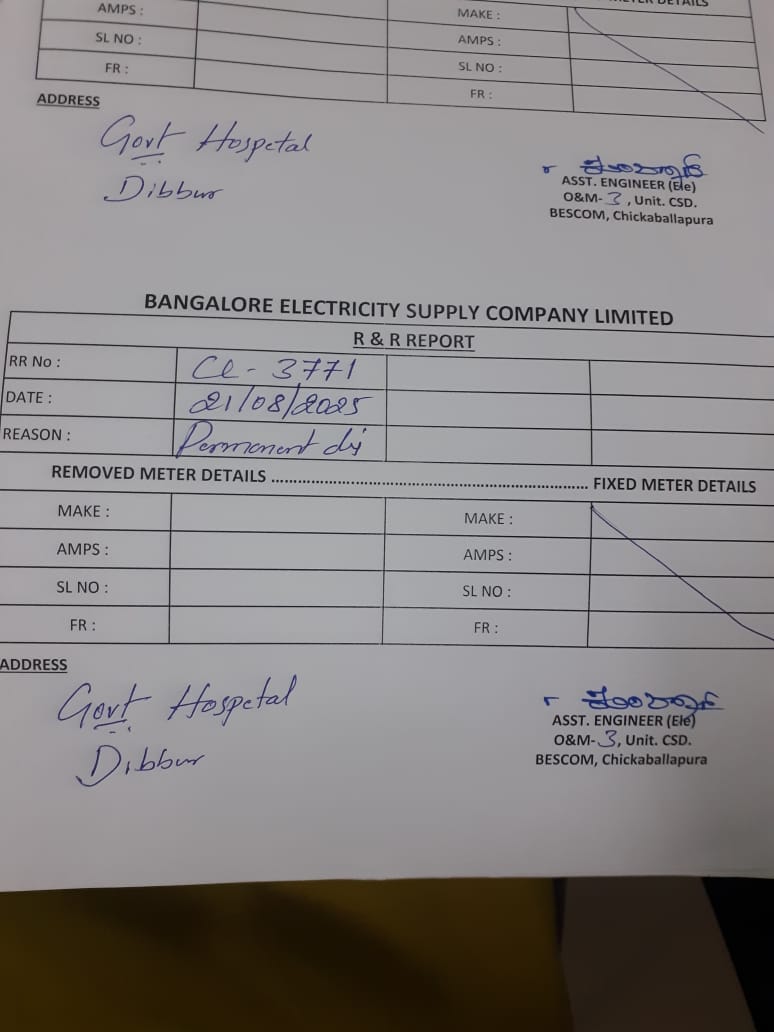 METER DETAILS
AMPS : MAKE :
SL NO : AMPS :
FR : SL NO :
FR :
ADDRESS
Govt Hospetal
Dibbur
ASST. ENGINEER (Ele)
O&M- 3 , Unit. CSD.
BESCOM, Chickaballapura
BANGALORE ELECTRICITY SUPPLY COMPANY LIMITED
R & R REPORT
RR No : CL- 3771
DATE : 21/08/2025
REASON : Permanent dis
REMOVED METER DETAILS ........................................................................ FIXED METER DETAILS
MAKE : MAKE :
AMPS : AMPS :
SL NO : SL NO :
FR : FR :
ADDRESS
Govt Hospetal
Dibbur
ASST. ENGINEER (Ele)
O&M- 3, Unit. CSD.
BESCOM, Chickaballapura